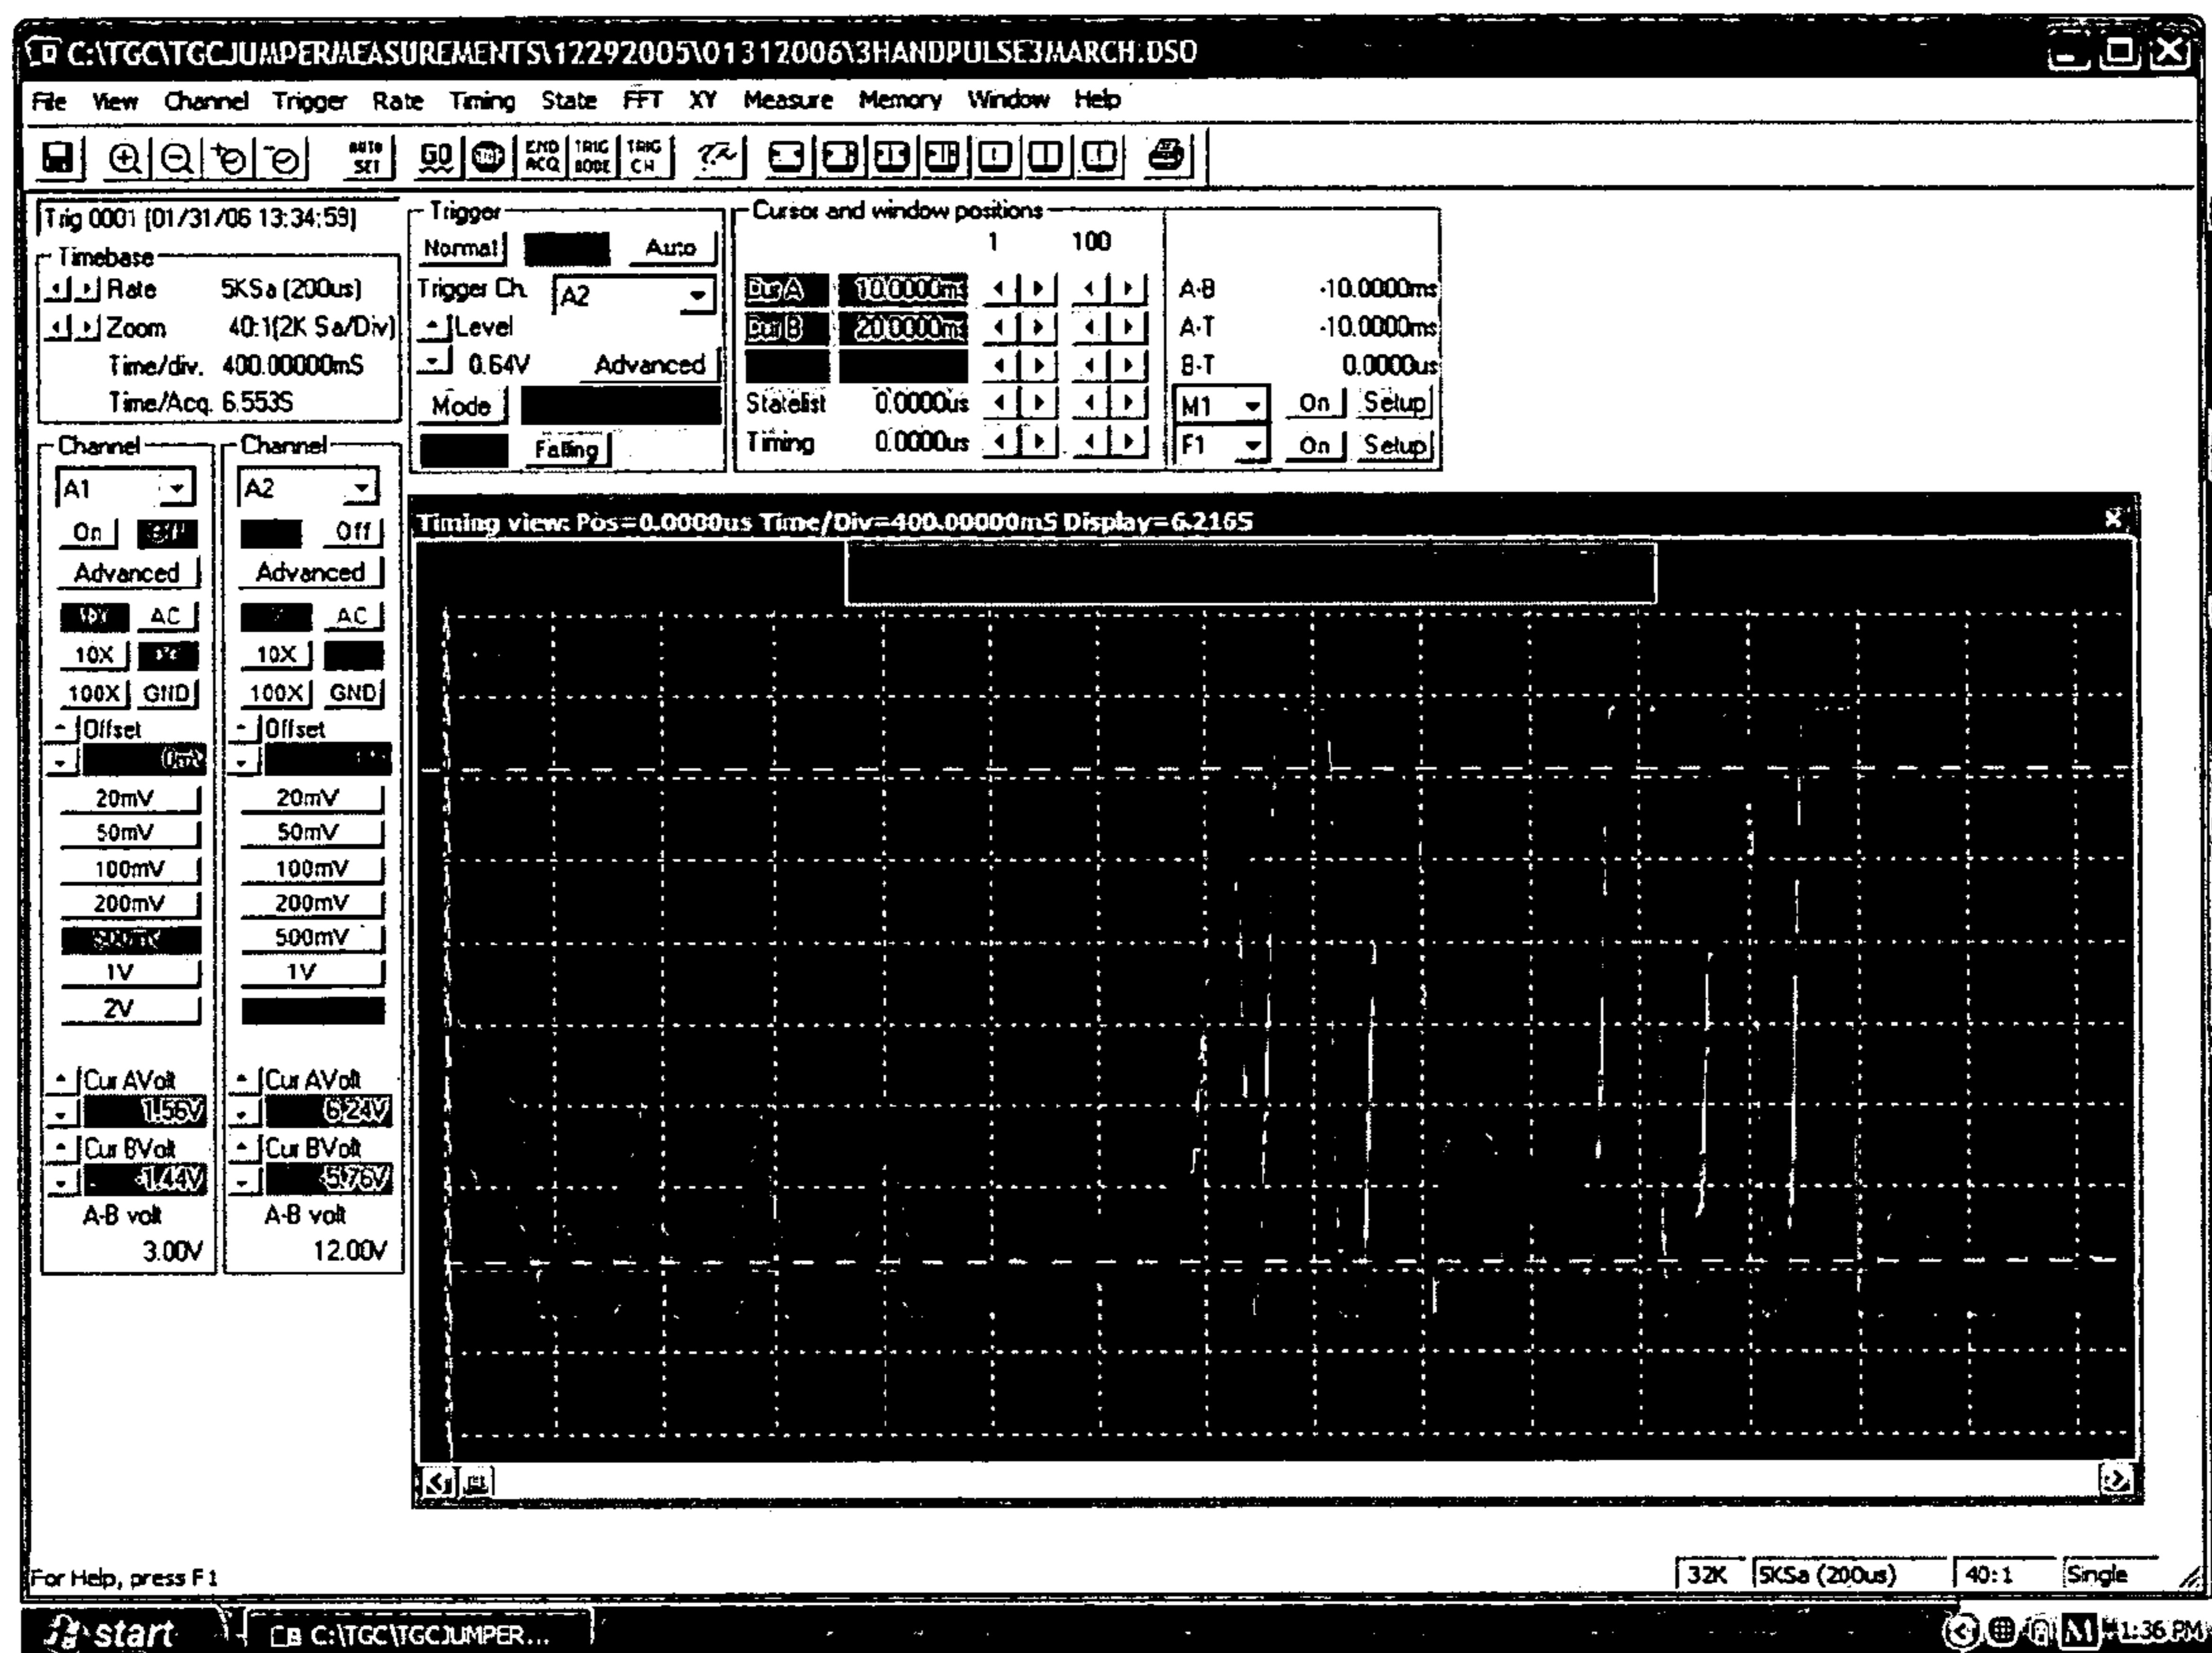 C:\TGC\TGCJUMPERMEASUREMENTS\12292005\01312006\3HANDPULSE3MARCH.DSO
File View Channel Trigger Rate Timing State FFT XY Measure Memory Window Help
AUTO SET GO STOP END ACQ TRIG MODE TRIG CH
Trig 0001 [01/31/06 13:34:59]
Timebase
Rate 5KSa (200us)
Zoom 40:1(2K Sa/Div)
Time/div. 400.00000mS
Time/Acq. 6.553S
Trigger
Normal Auto
Trigger Ch. A2
Level
0.64V Advanced
Mode
Falling
Cursor and window positions
1 100
Cur A 10.0000ms
Cur B 20.0000ms
Statelist 0.0000us
Timing 0.0000us
A-B -10.0000ms
A-T -10.0000ms
B-T 0.0000us
M1 On Setup
F1 On Setup
Channel
A1
On Off
Advanced
AC
10X
100X GND
Offset
0mV
20mV
50mV
100mV
200mV
500mV
1V
2V
Cur AVolt
1.56V
Cur BVolt
-1.44V
A-B volt
3.00V
Channel
A2
Off
Advanced
AC
10X
100X GND
Offset
20mV
50mV
100mV
200mV
500mV
1V
Cur AVolt
6.24V
Cur BVolt
-5.76V
A-B volt
12.00V
Timing view: Pos=0.0000us Time/Div=400.00000mS Display=6.216S
For Help, press F1
32K 5KSa (200us) 40:1 Single
start C:\TGC\TGCJUMPER... 1:36 PM